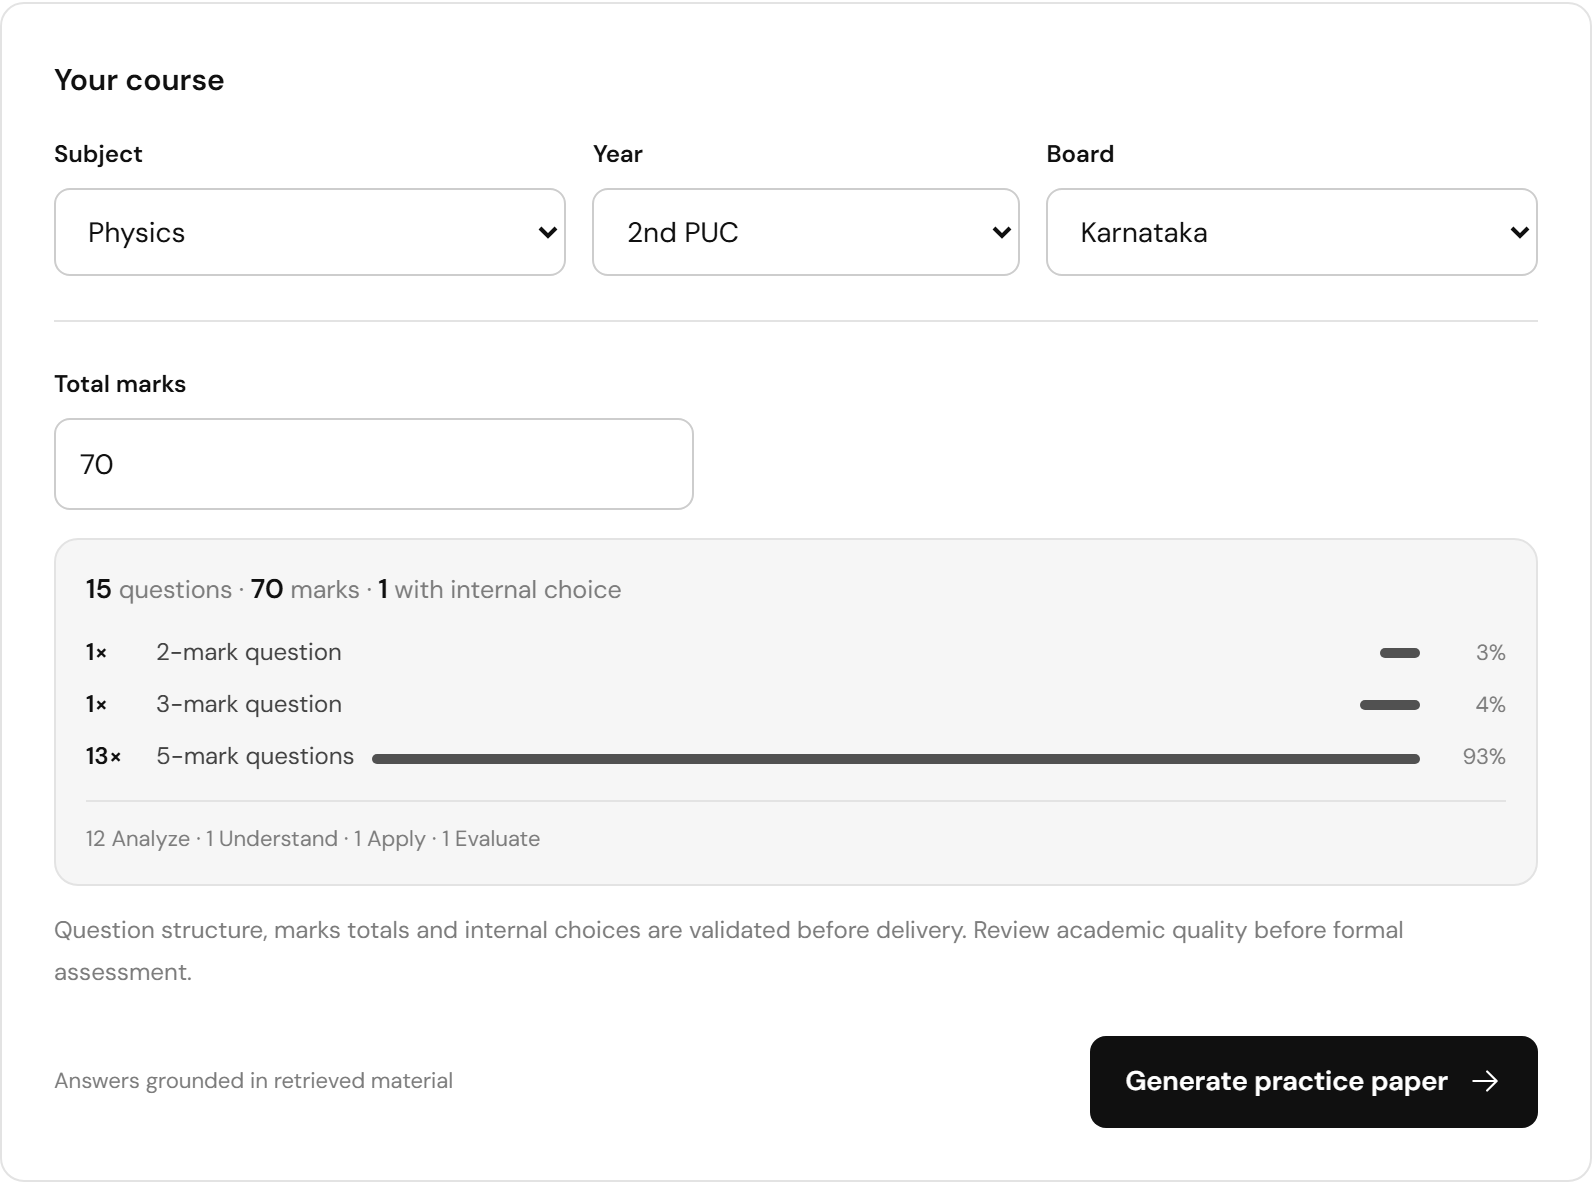 Your course
Subject Year Board
Physics 2nd PUC Karnataka
Total marks
70
15 questions · 70 marks · 1 with internal choice
1× 2-mark question 3%
1× 3-mark question 4%
13× 5-mark questions 93%
12 Analyze · 1 Understand · 1 Apply · 1 Evaluate
Question structure, marks totals and internal choices are validated before delivery. Review academic quality before formal
assessment.
Answers grounded in retrieved material Generate practice paper →